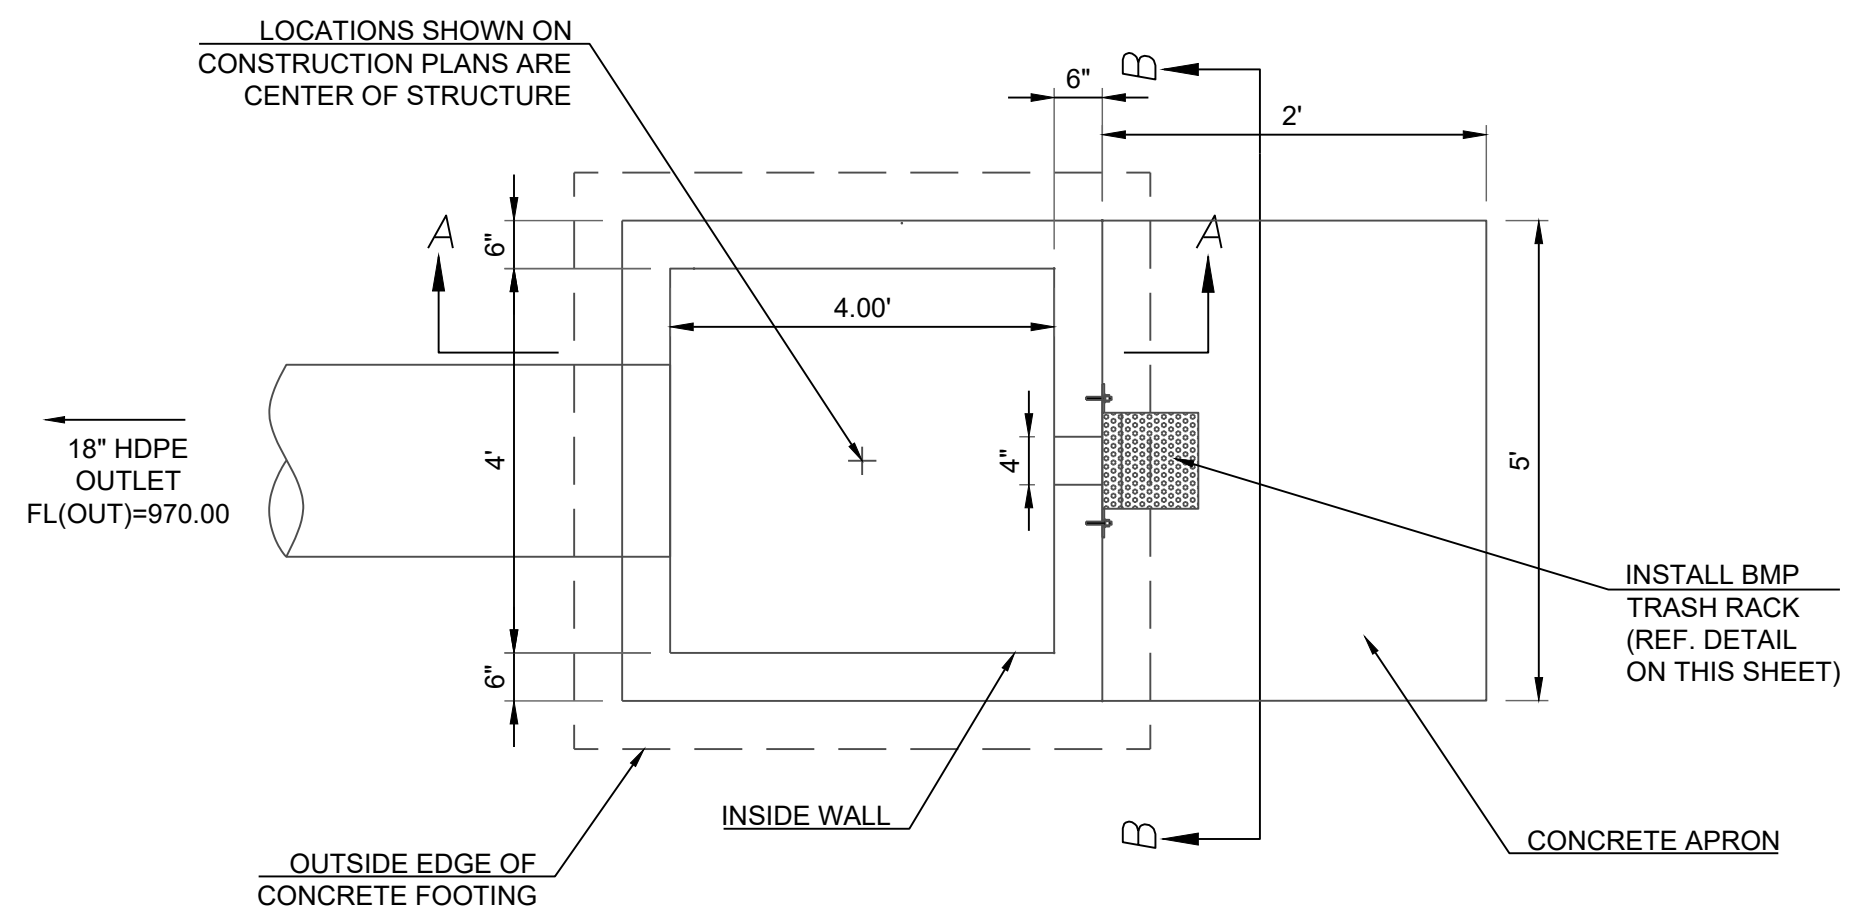 LOCATIONS SHOWN ON
CONSTRUCTION PLANS ARE
CENTER OF STRUCTURE
B
6"
2'
A
A
6"
4.00'
18" HDPE
OUTLET
FL(OUT)=970.00
4'
4"
5'
INSTALL BMP
TRASH RACK
(REF. DETAIL
ON THIS SHEET)
6"
INSIDE WALL
B
CONCRETE APRON
OUTSIDE EDGE OF
CONCRETE FOOTING